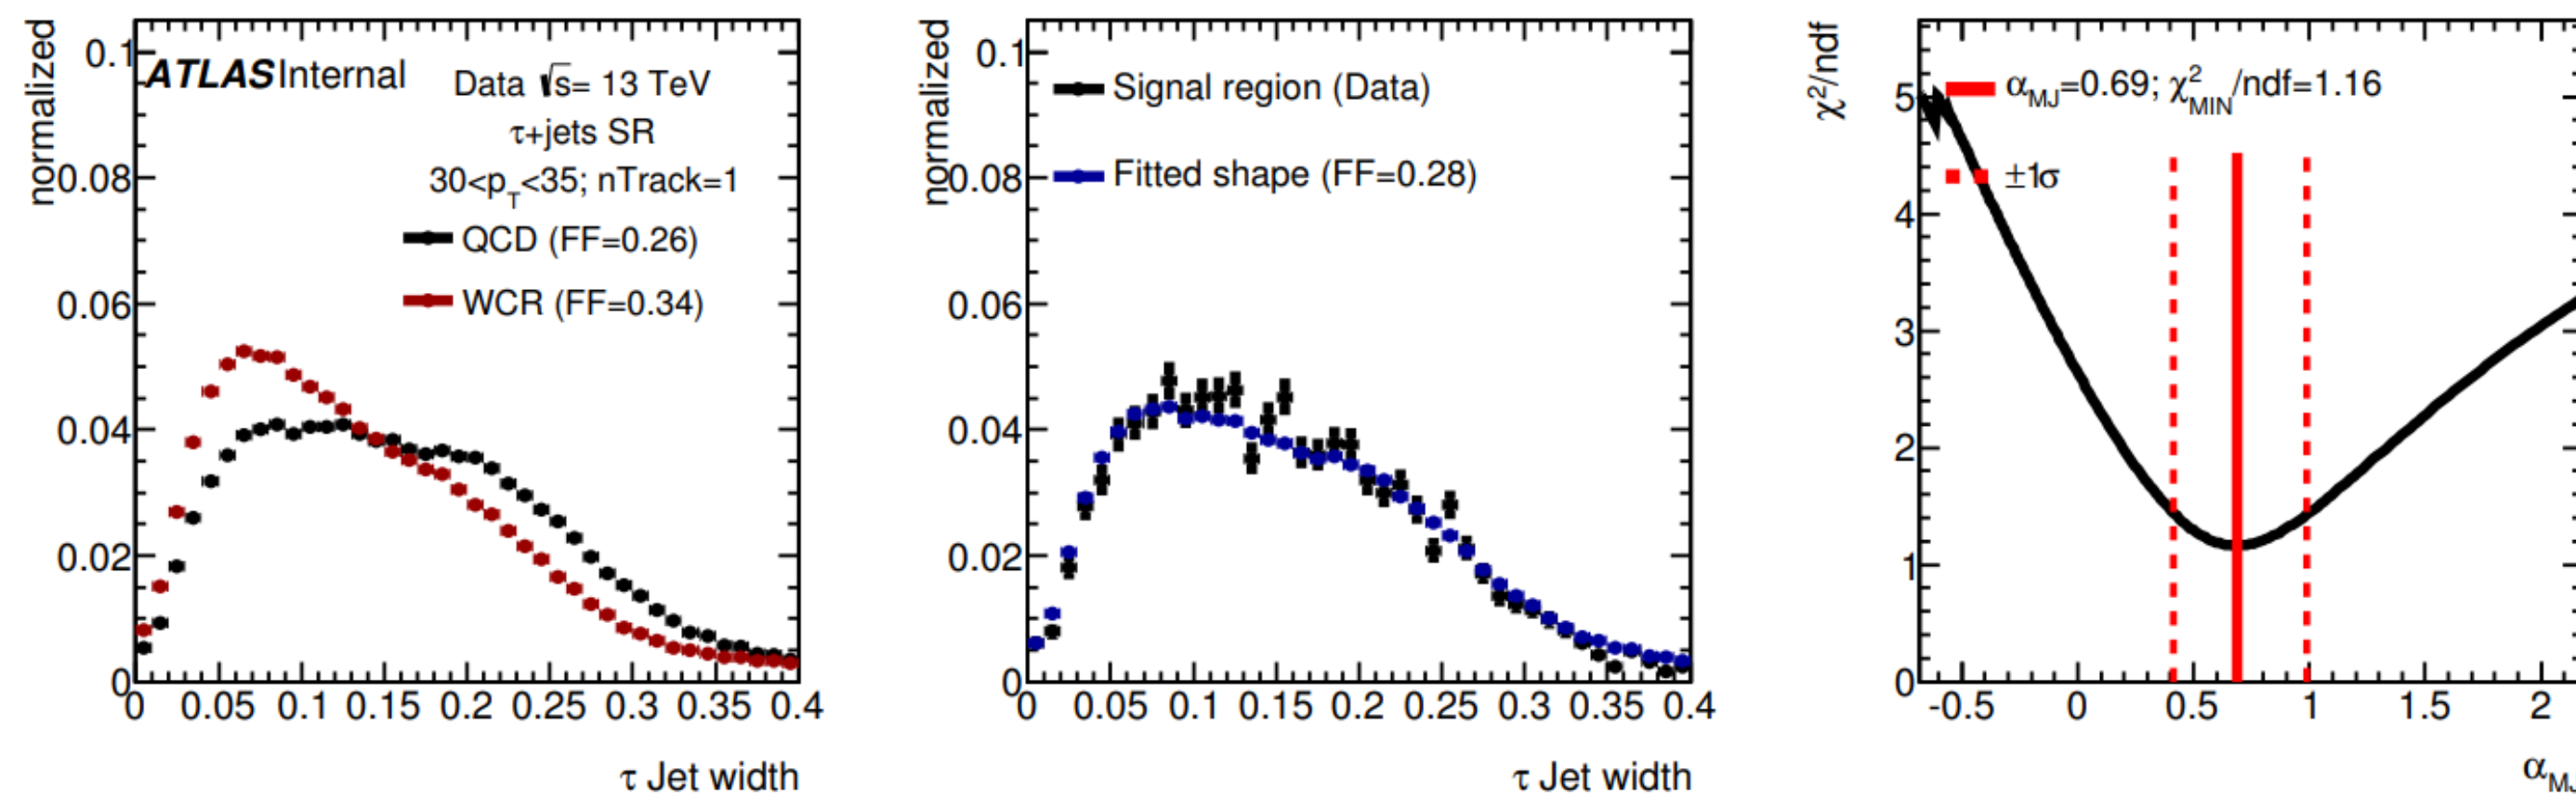 normalized
0.1
0.08
0.06
0.04
0.02
0
ATLAS Internal
Data √s= 13 TeV
τ+jets SR
30<p_T<35; nTrack=1
QCD (FF=0.26)
WCR (FF=0.34)
0 0.05 0.1 0.15 0.2 0.25 0.3 0.35 0.4
τ Jet width
normalized
0.1
0.08
0.06
0.04
0.02
0
Signal region (Data)
Fitted shape (FF=0.28)
0 0.05 0.1 0.15 0.2 0.25 0.3 0.35 0.4
τ Jet width
χ²/ndf
5
4
3
2
1
0
α_MJ=0.69; χ²_MIN/ndf=1.16
±1σ
-0.5 0 0.5 1 1.5 2
α_MJ